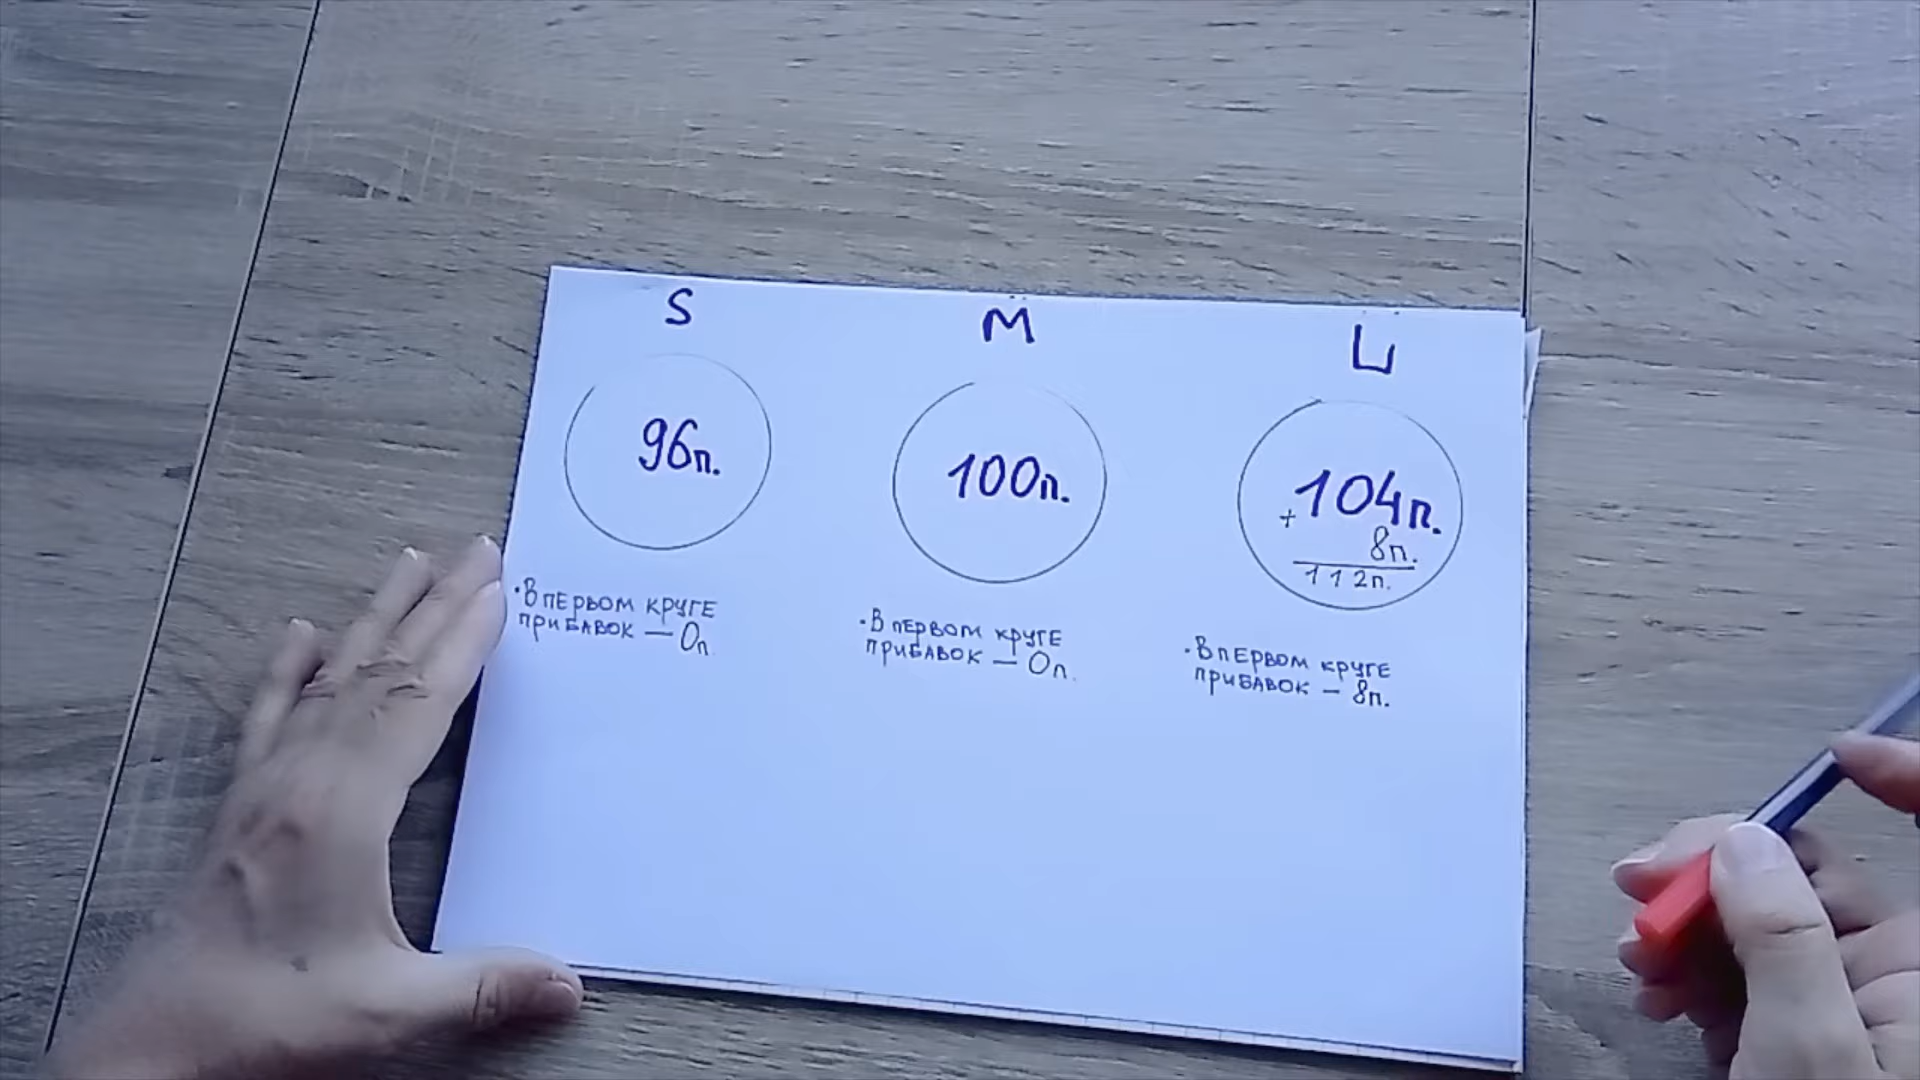 S
96п.
·В первом круге
прибавок — 0п
M
100п.
·В первом круге
прибавок — 0п.
L
104п.
+
8п.
112п.
·В первом круге
прибавок — 8п.